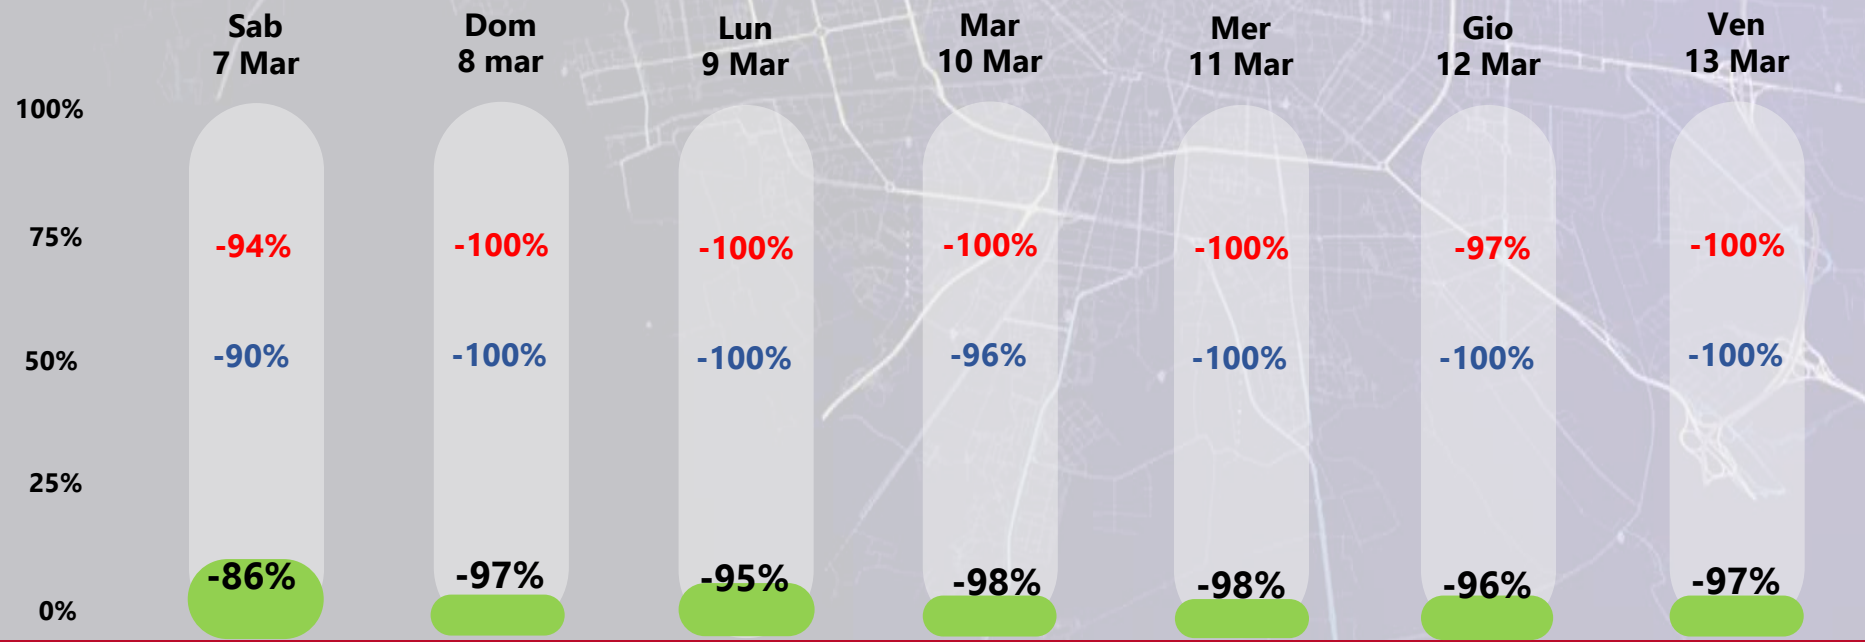 Sab
7 Mar
Dom
8 mar
Lun
9 Mar
Mar
10 Mar
Mer
11 Mar
Gio
12 Mar
Ven
13 Mar
100%
75%
-94%
-100%
-100%
-100%
-100%
-97%
-100%
50%
-90%
-100%
-100%
-96%
-100%
-100%
-100%
25%
0%
-86%
-97%
-95%
-98%
-98%
-96%
-97%